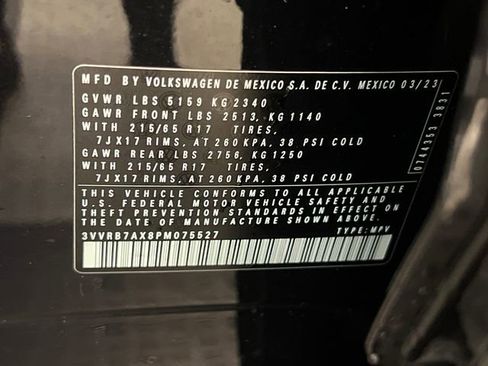 MFD BY VOLKSWAGEN DE MEXICO S.A. DE C.V. MEXICO 03/23
GVWR LBS 5159 KG 2340
GAWR FRONT LBS 2513, KG 1140
WITH 215/65 R17 TIRES,
7JX17 RIMS, AT 260 KPA, 38 PSI COLD
GAWR REAR LBS 2756, KG 1250
WITH 215/65 R17 TIRES,
7JX17 RIMS, AT 260 KPA, 38 PSI COLD
THIS VEHICLE CONFORMS TO ALL APPLICABLE
U.S. FEDERAL MOTOR VEHICLE SAFETY AND
THEFT PREVENTION STANDARDS IN EFFECT ON
THE DATE OF MANUFACTURE SHOWN ABOVE.
3VVRB7AX8PM075527 TYPE: MPV
0744353 3831